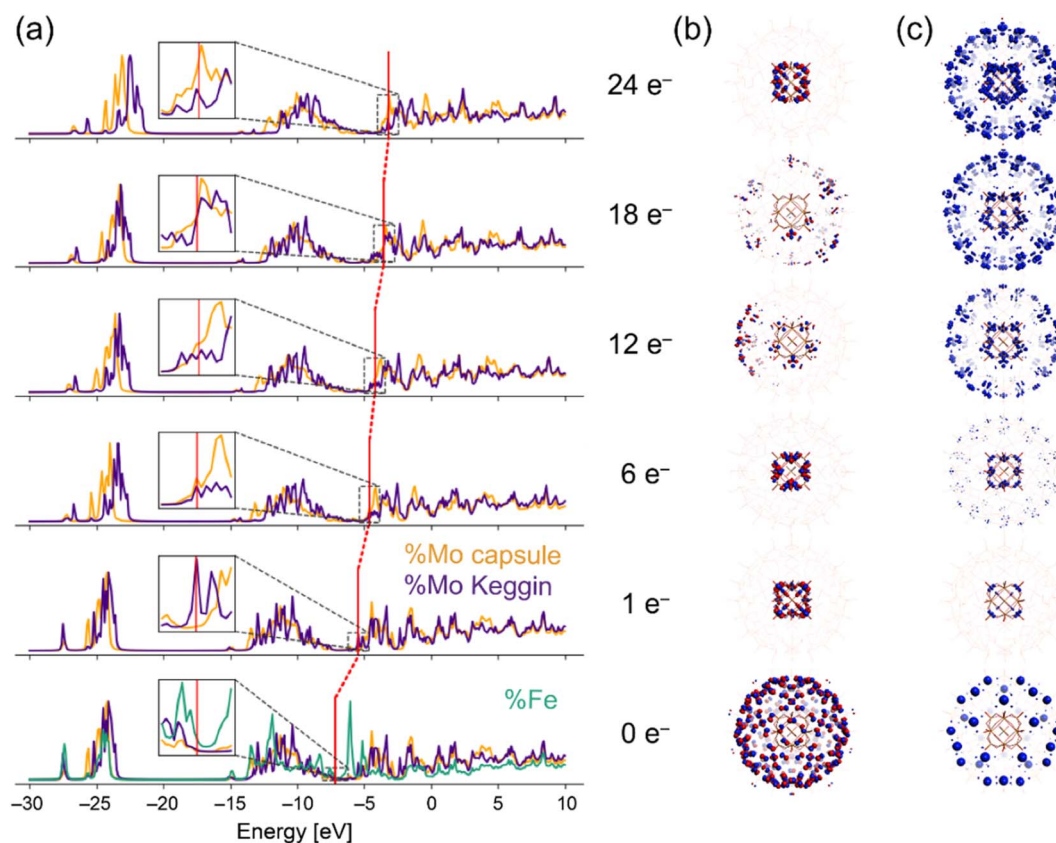 (a)
(b)
(c)
24 e⁻
18 e⁻
12 e⁻
6 e⁻
%Mo capsule
%Mo Keggin
1 e⁻
%Fe
0 e⁻
−30 −25 −20 −15 −10 −5 0 5 10
Energy [eV]